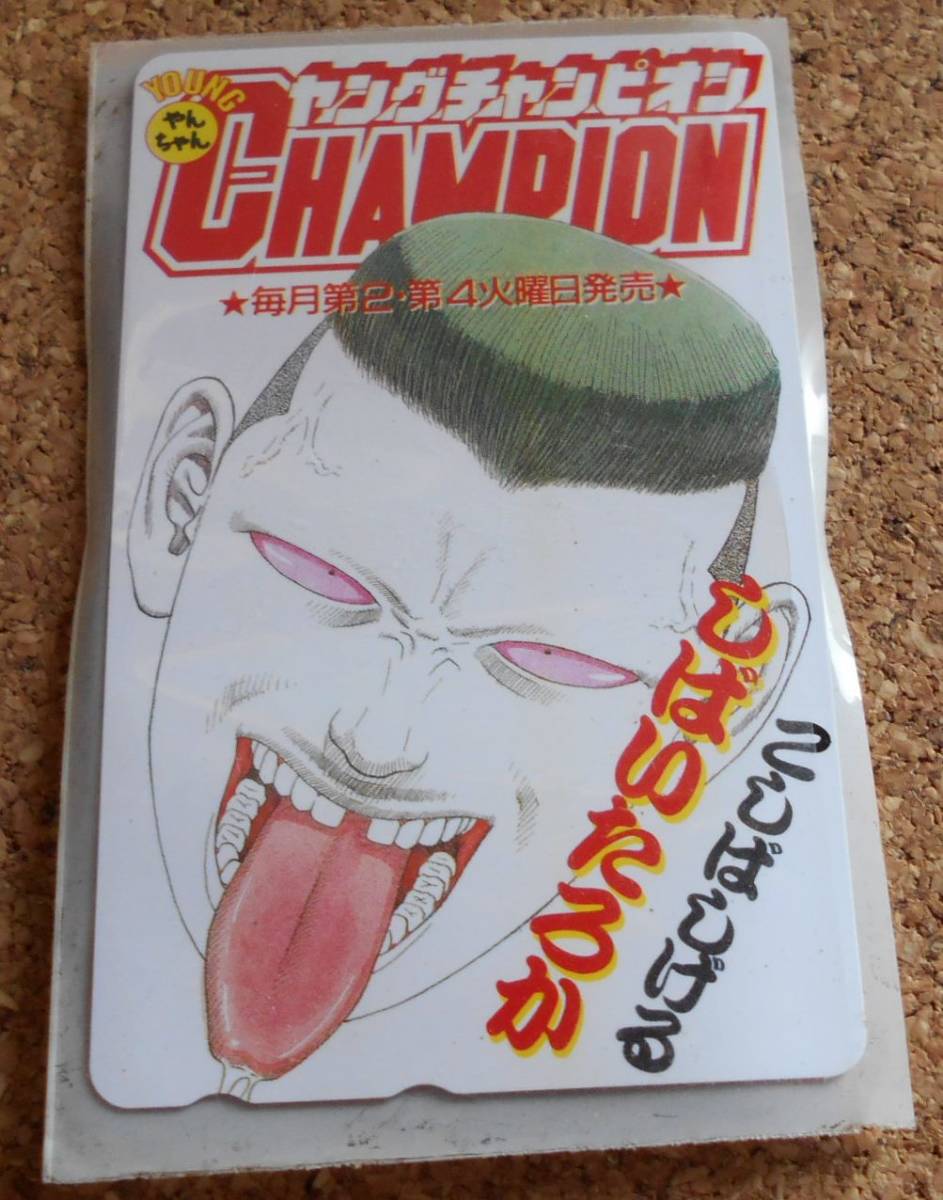 YOUNG
やん
ちゃん
ヤングチャンピオン
CHAMPION
★毎月第2・第4火曜日発売★
しばいたろか
こしばしげる